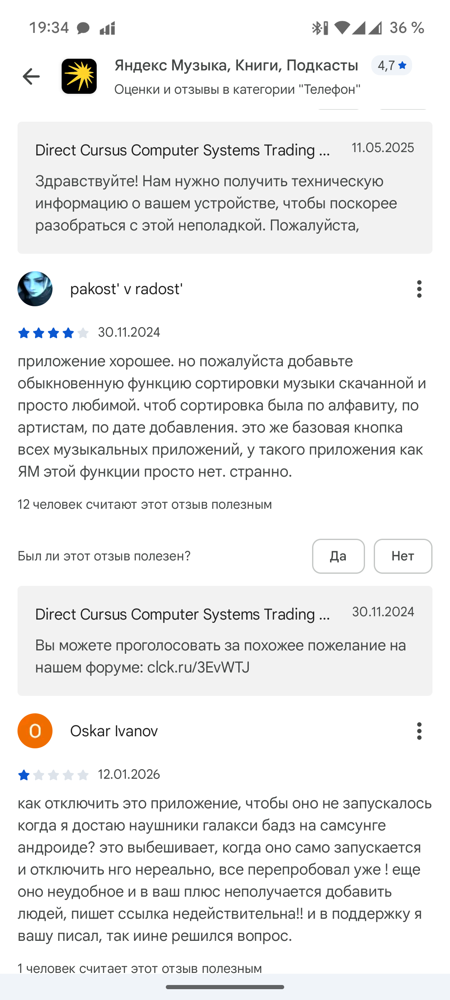 19:34
36 %
Яндекс Музыка, Книги, Подкасты
4,7
Оценки и отзывы в категории "Телефон"
Direct Cursus Computer Systems Trading ...
11.05.2025
Здравствуйте! Нам нужно получить техническую
информацию о вашем устройстве, чтобы поскорее
разобраться с этой неполадкой. Пожалуйста,
pakost' v radost'
30.11.2024
приложение хорошее. но пожалуйста добавьте
обыкновенную функцию сортировки музыки скачанной и
просто любимой. чтоб сортировка была по алфавиту, по
артистам, по дате добавления. это же базовая кнопка
всех музыкальных приложений, у такого приложения как
ЯМ этой функции просто нет. странно.
12 человек считают этот отзыв полезным
Был ли этот отзыв полезен?
Да
Нет
Direct Cursus Computer Systems Trading ...
30.11.2024
Вы можете проголосовать за похожее пожелание на
нашем форуме: clck.ru/3EvWTJ
O
Oskar Ivanov
12.01.2026
как отключить это приложение, чтобы оно не запускалось
когда я достаю наушники галакси бадз на самсунге
андроиде? это выбешивает, когда оно само запускается
и отключить нго нереально, все перепробовал уже ! еще
оно неудобное и в ваш плюс неполучается добавить
людей, пишет ссылка недействительна!! и в поддержку я
вашу писал, так иине решился вопрос.
1 человек считает этот отзыв полезным